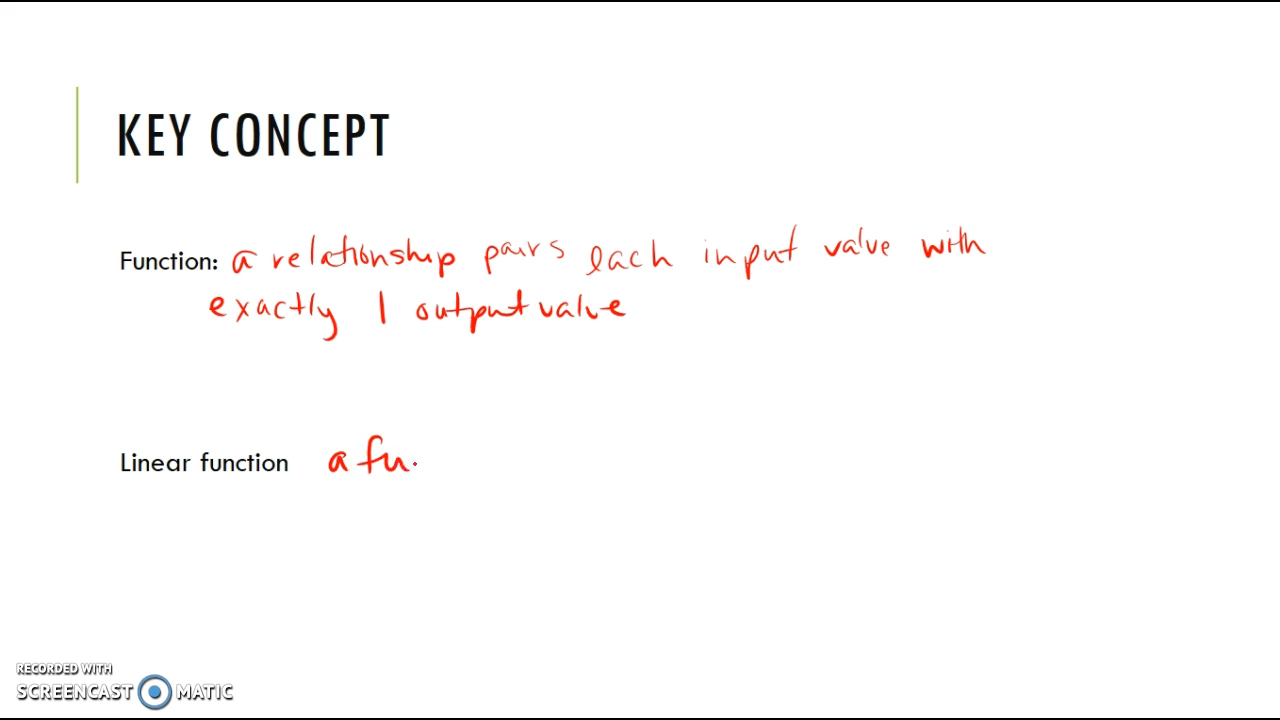 KEY CONCEPT
Function: a relationship pairs each input value with
exactly 1 output value
Linear function a fu
RECORDED WITH
SCREENCAST MATIC